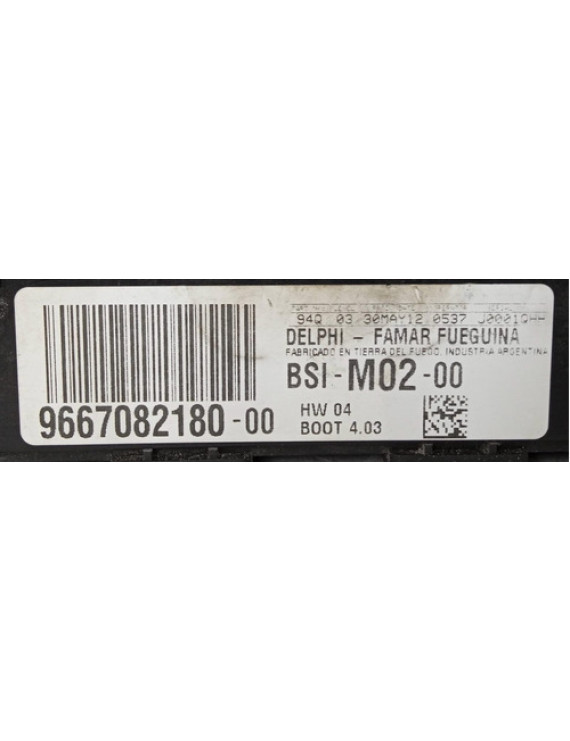 94Q 03 30MAY12 0537
DELPHI - FAMAR FUEGUINA
FABRICADO EN TIERRA DEL FUEGO. INDUSTRIA ARGENTINA
BSI-M02-00
9667082180-00
HW 04
BOOT 4.03